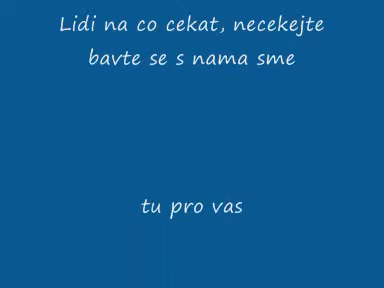 Lidi na co cekat, necekejte
bavte se s nama sme
tu pro vas